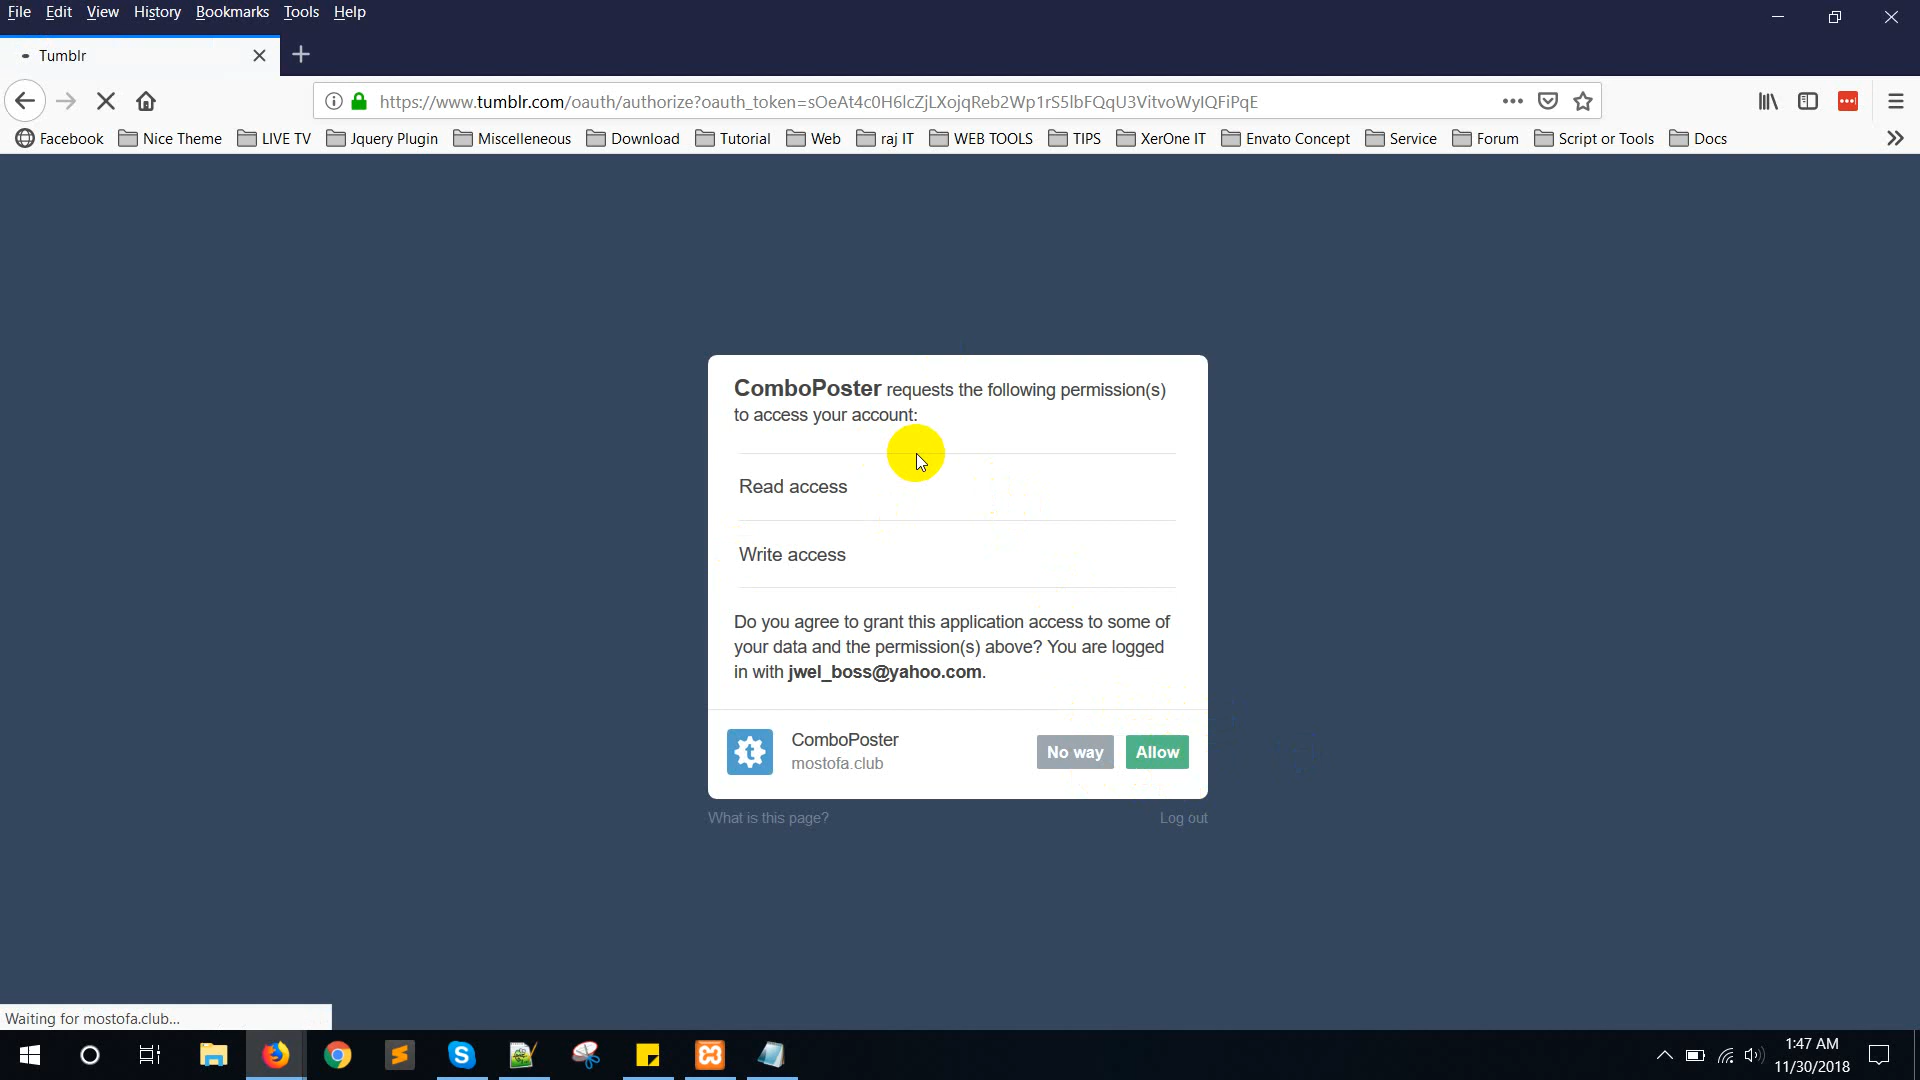 File Edit View History Bookmarks Tools Help
Tumblr
https://www.tumblr.com/oauth/authorize?oauth_token=sOeAt4c0H6lcZjLXojqReb2Wp1rS5lbFQqU3VitvoWyIQFiPqE
Facebook Nice Theme LIVE TV Jquery Plugin Miscelleneous Download Tutorial Web raj IT WEB TOOLS TIPS XerOne IT Envato Concept Service Forum Script or Tools Docs
ComboPoster requests the following permission(s)
to access your account:
Read access
Write access
Do you agree to grant this application access to some of
your data and the permission(s) above? You are logged
in with jwel_boss@yahoo.com.
ComboPoster
mostofa.club
No way Allow
What is this page? Log out
Waiting for mostofa.club...
1:47 AM
11/30/2018